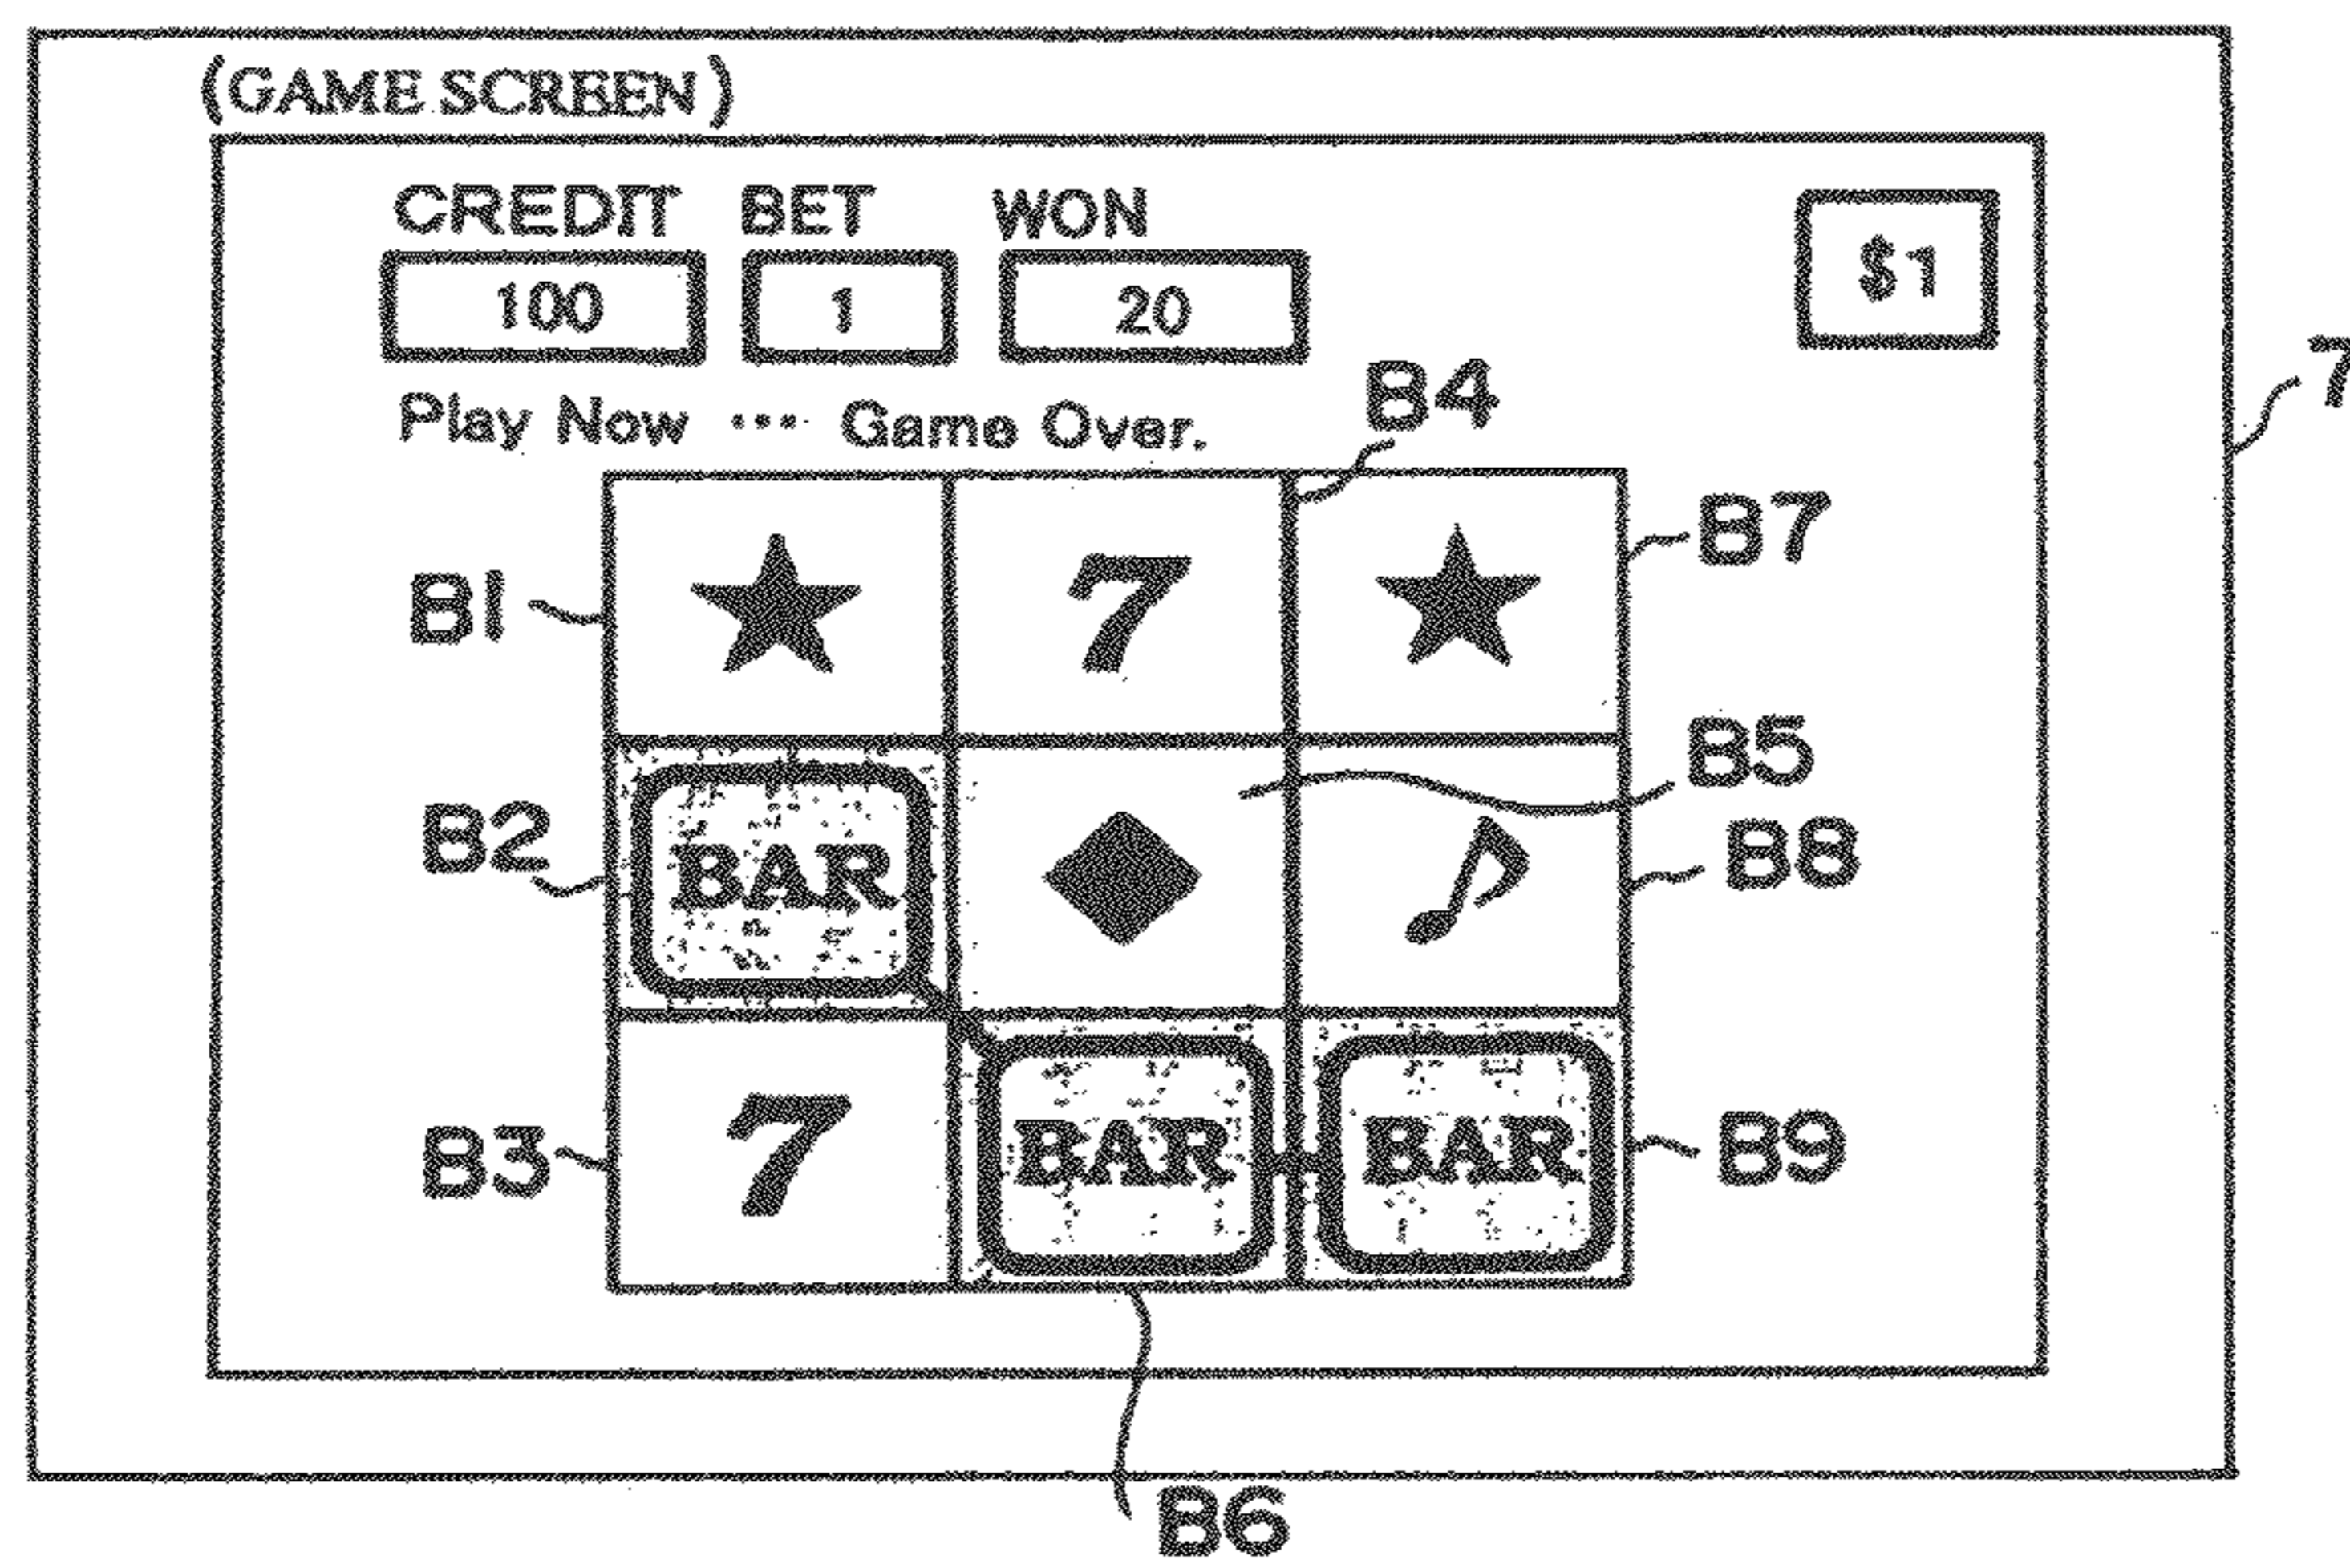 (GAME SCREEN)
CREDIT BET WON
100 1 20 $1
7
Play Now ... Game Over.
B4
B1 7 B7
B5
B2 BAR B8
B3 7 BAR BAR B9
B6